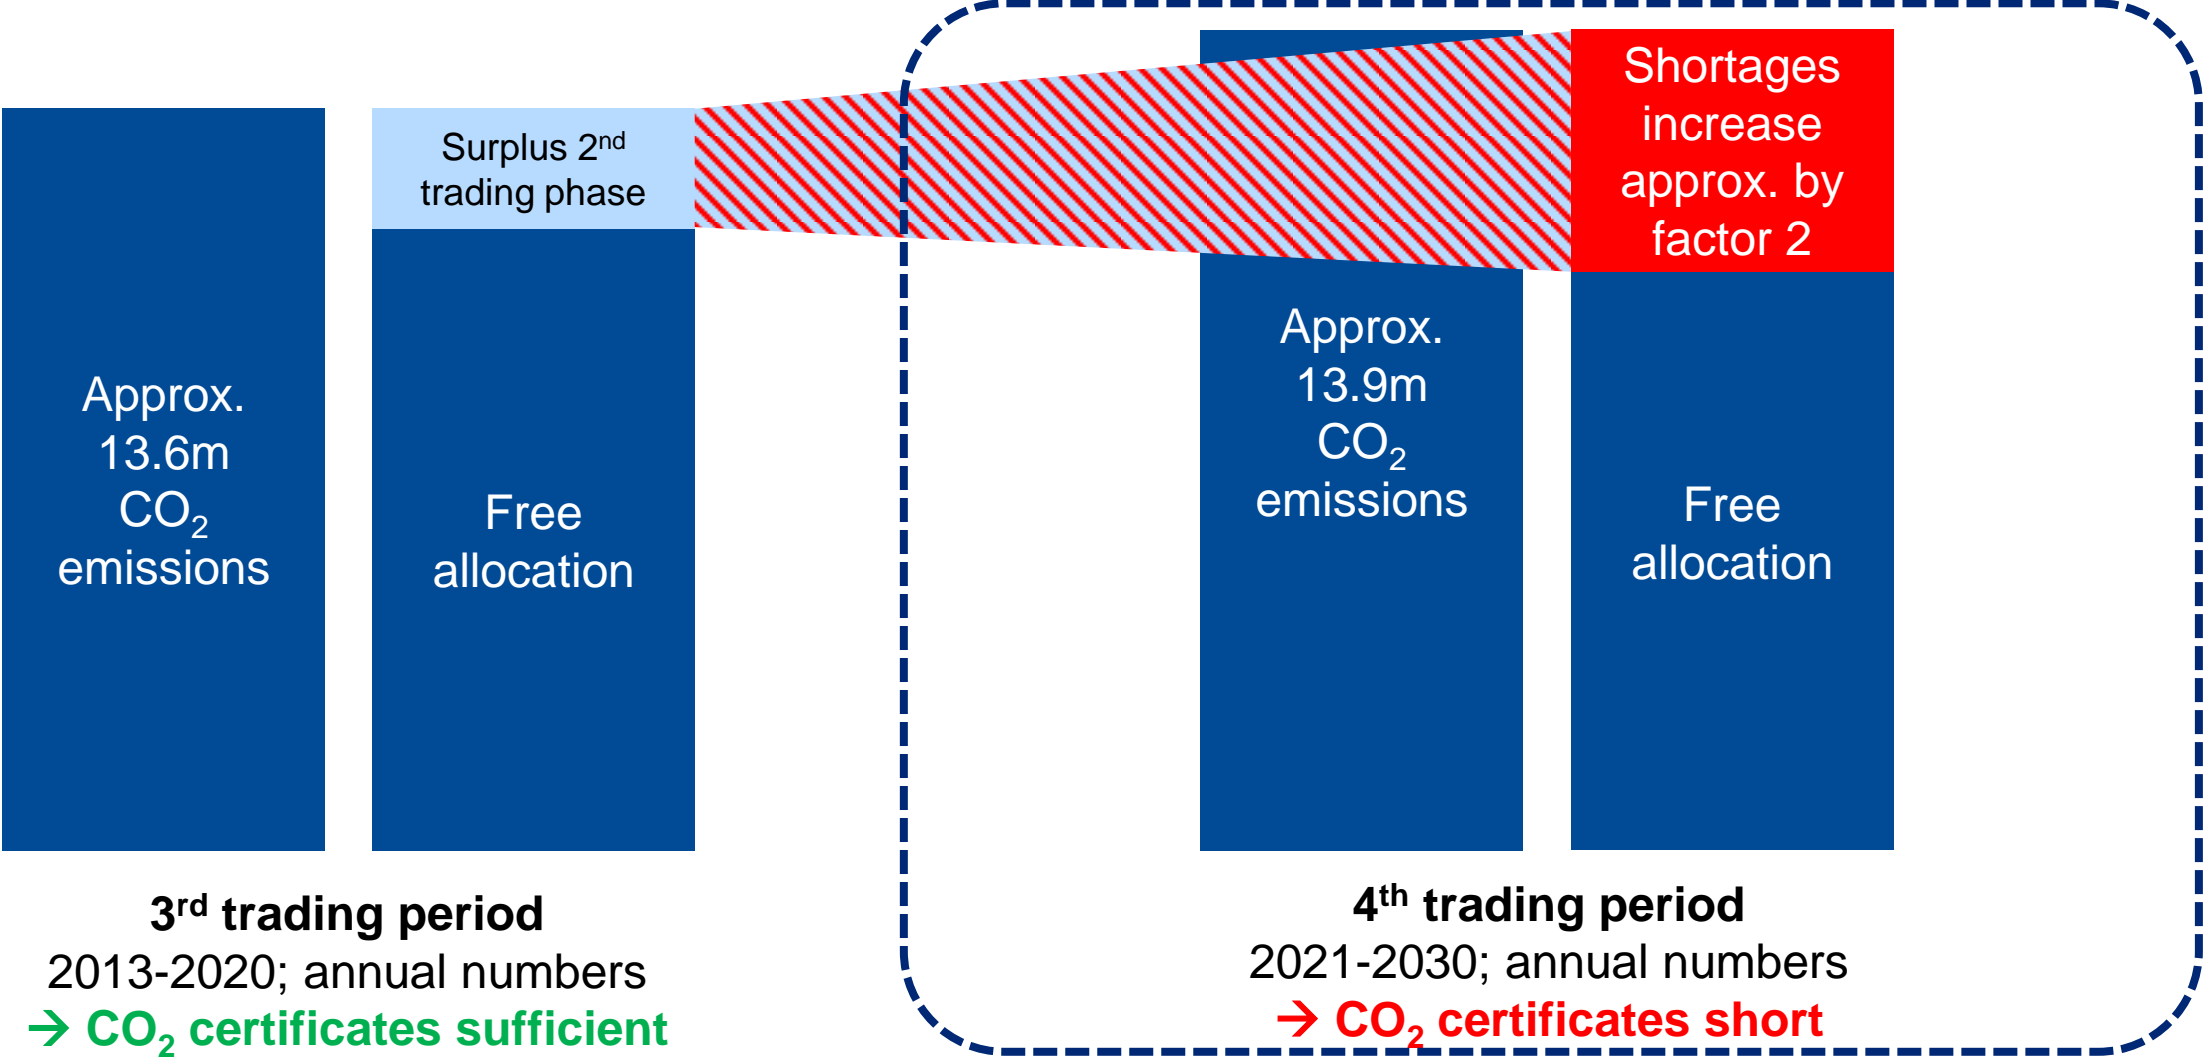 Approx.
13.6m
CO₂
emissions
Surplus 2nd
trading phase
Free
allocation
Approx.
13.9m
CO₂
emissions
Shortages
increase
approx. by
factor 2
Free
allocation
3rd trading period
2013-2020; annual numbers
→ CO₂ certificates sufficient
4th trading period
2021-2030; annual numbers
→ CO₂ certificates short